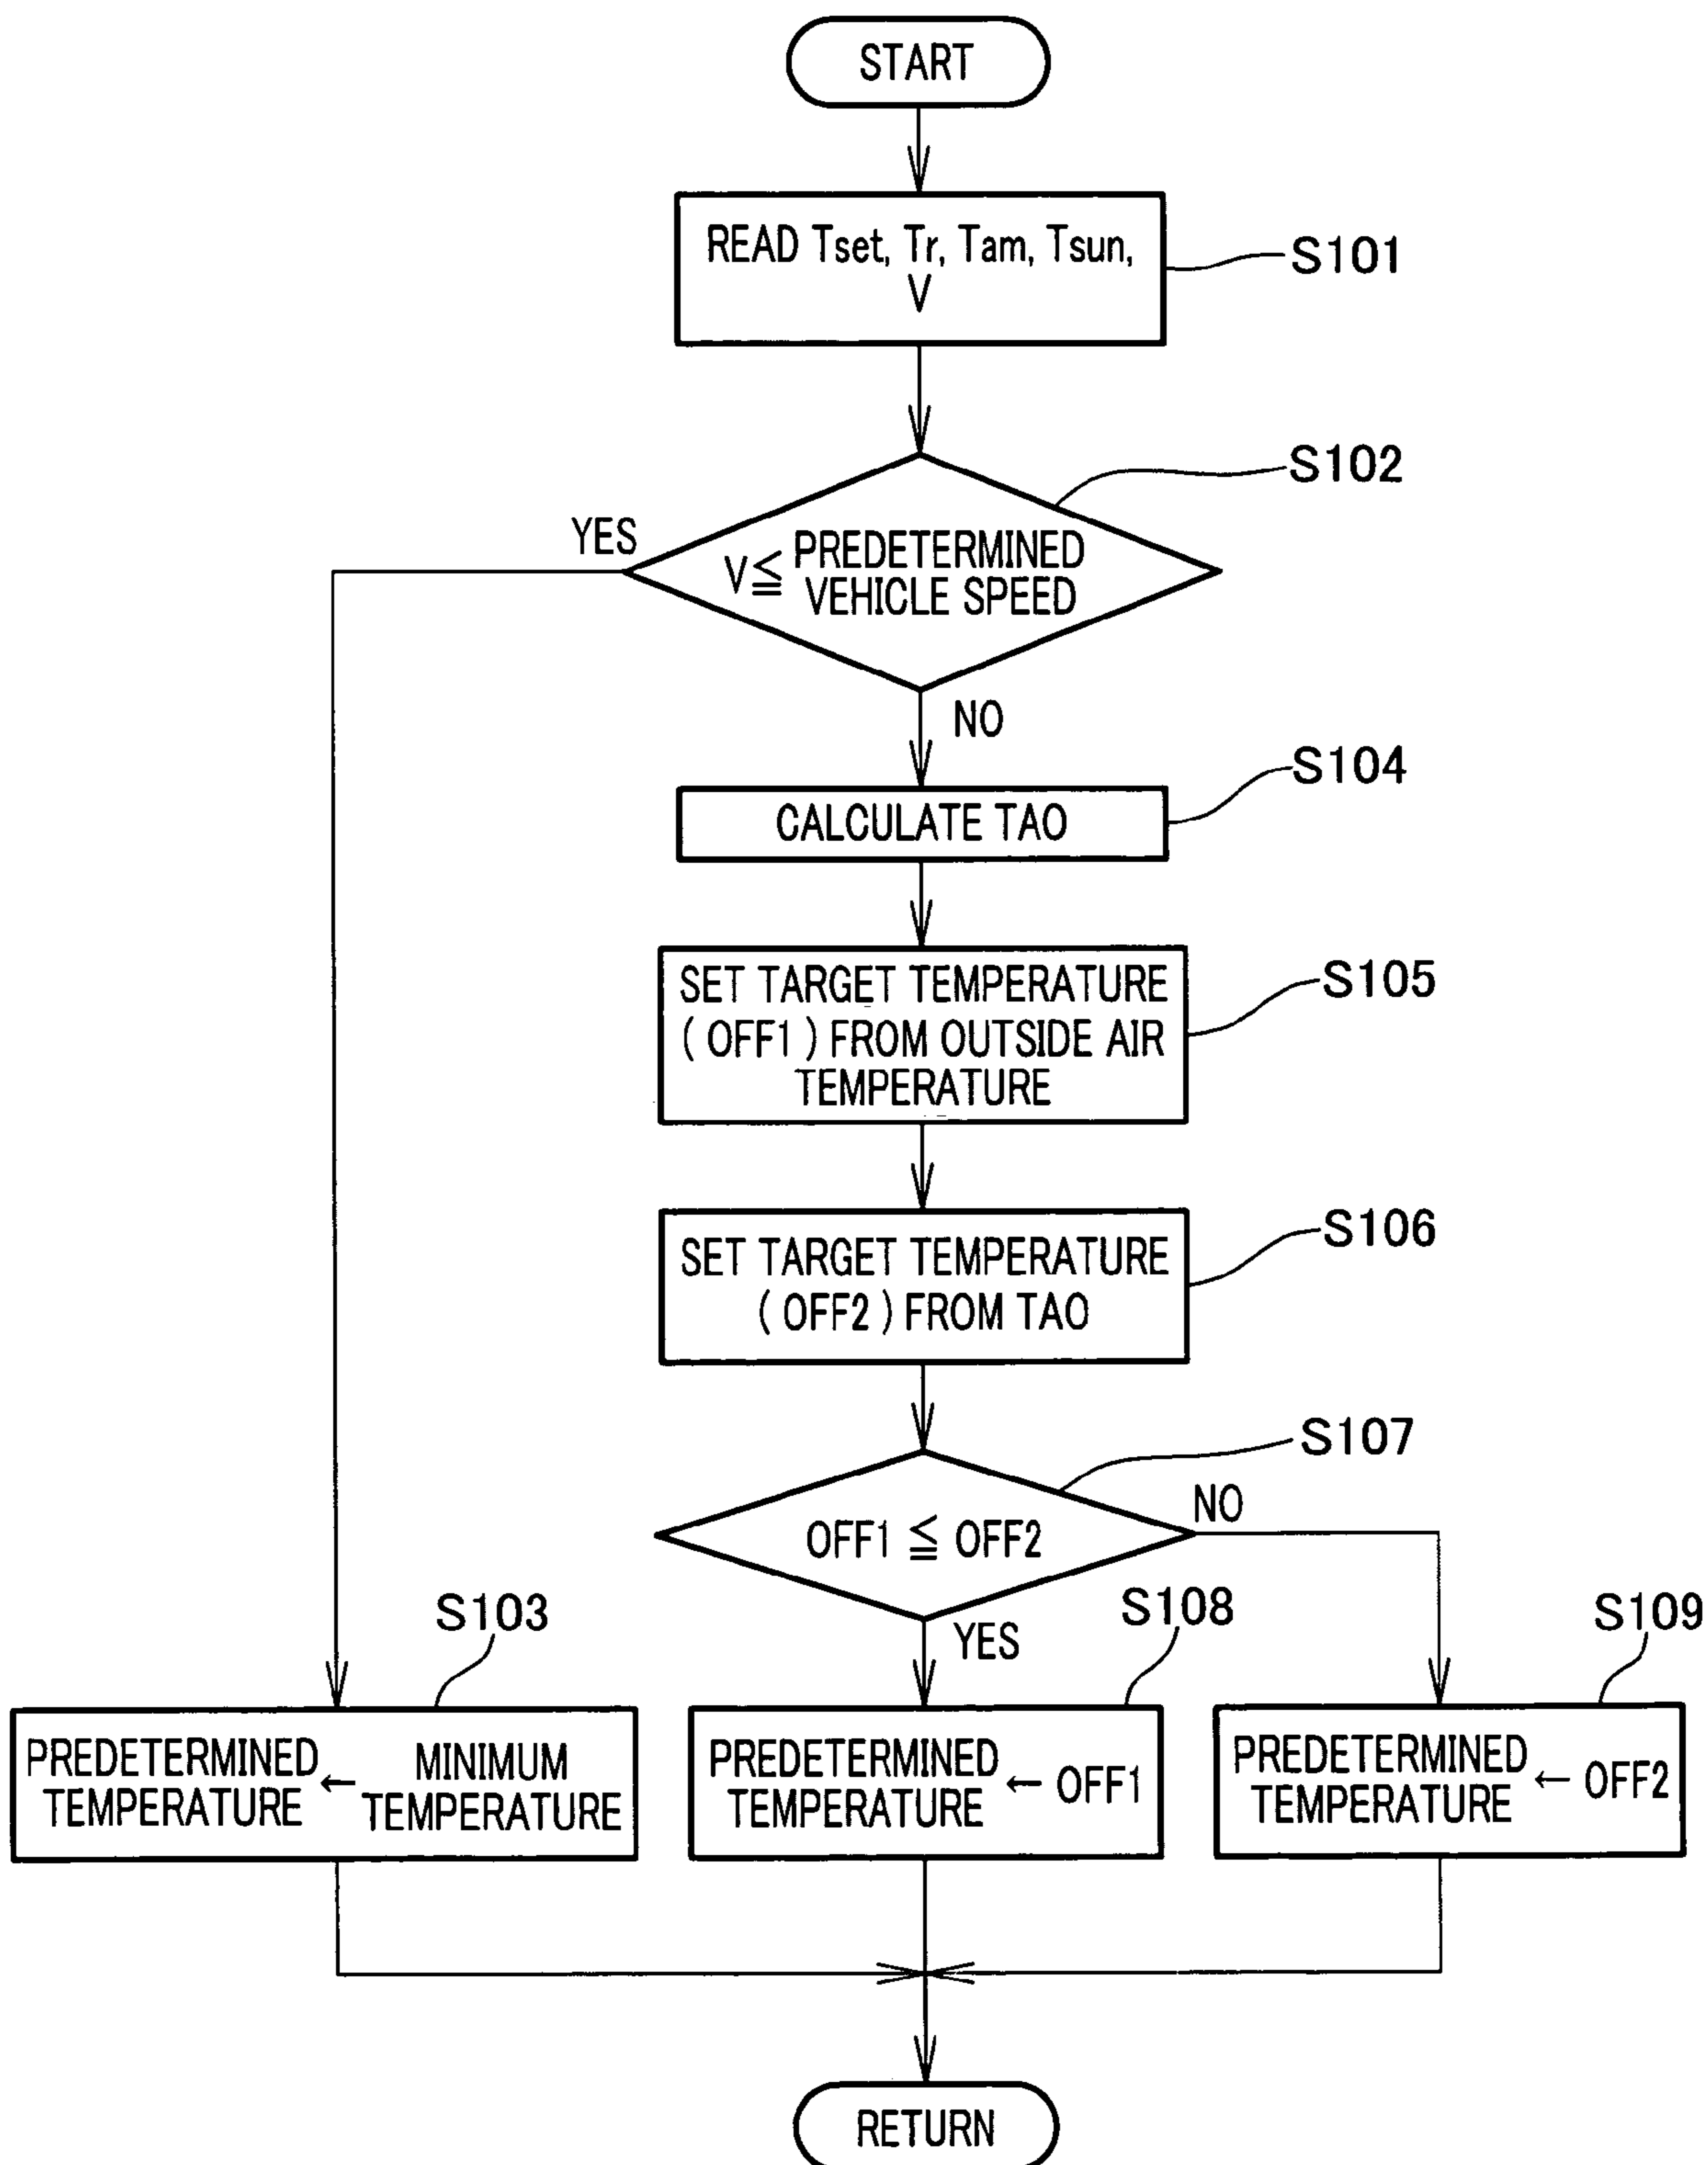 START
READ Tset, Tr, Tam, Tsun,
V
S101
S102
YES
V≦ PREDETERMINED
VEHICLE SPEED
NO
S104
CALCULATE TAO
SET TARGET TEMPERATURE
( OFF1 ) FROM OUTSIDE AIR
TEMPERATURE
S105
SET TARGET TEMPERATURE
( OFF2 ) FROM TAO
S106
S107
OFF1 ≦ OFF2
NO
YES
S103
PREDETERMINED
TEMPERATURE
←
MINIMUM
TEMPERATURE
S108
PREDETERMINED
TEMPERATURE
← OFF1
S109
PREDETERMINED
TEMPERATURE
← OFF2
RETURN